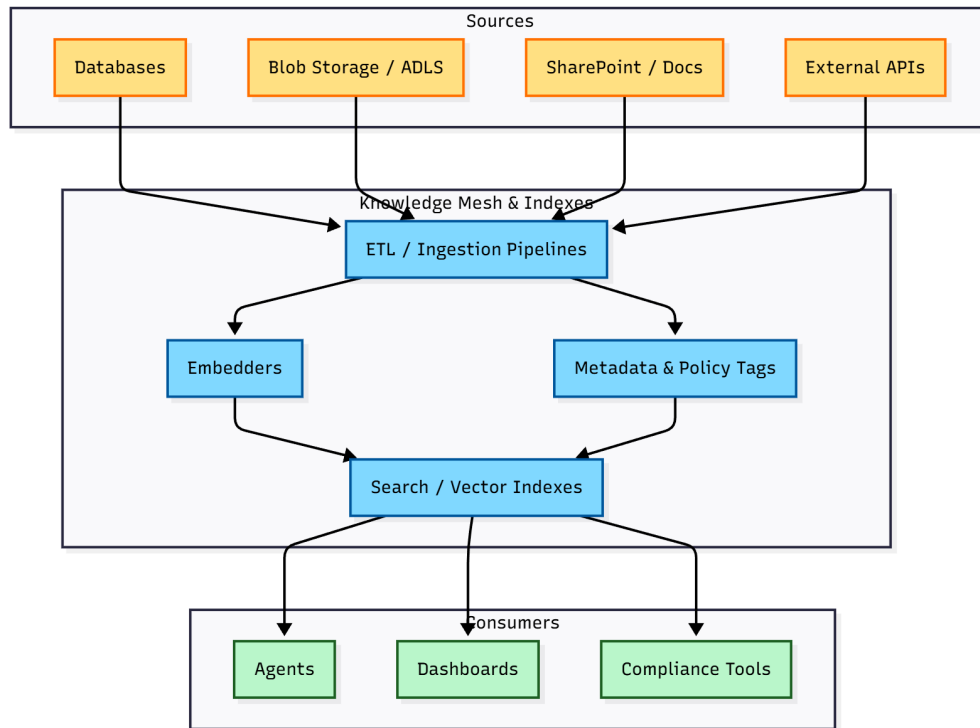 Sources
Databases
Blob Storage / ADLS
SharePoint / Docs
External APIs
Knowledge Mesh & Indexes
ETL / Ingestion Pipelines
Embedders
Metadata & Policy Tags
Search / Vector Indexes
Consumers
Agents
Dashboards
Compliance Tools